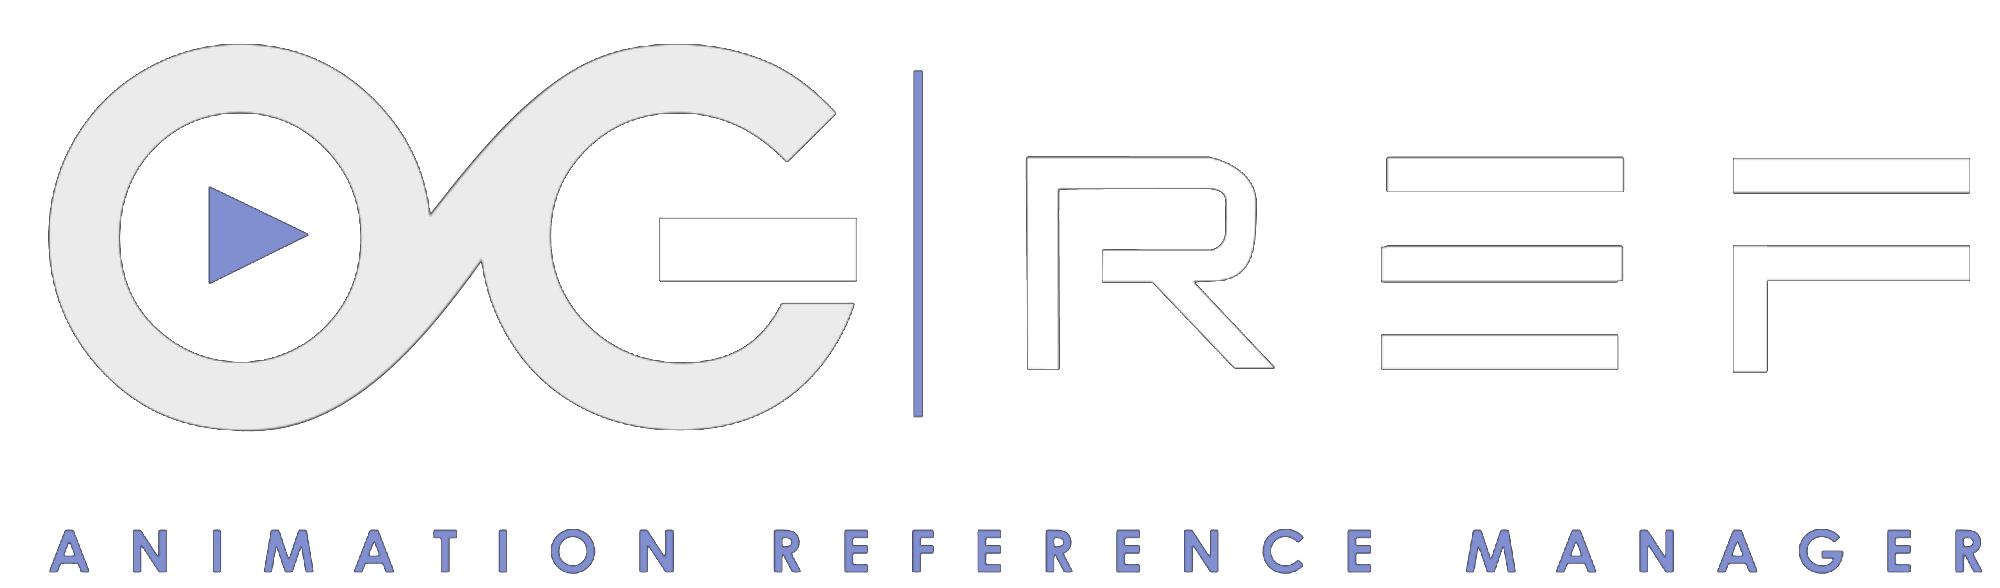 OG|REF
ANIMATION REFERENCE MANAGER